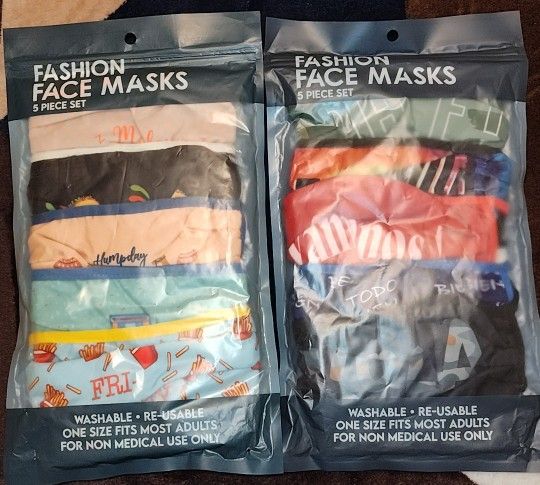 FASHION
FACE MASKS
5 PIECE SET
Humpday
FRI
WASHABLE • RE-USABLE
ONE SIZE FITS MOST ADULTS
FOR NON MEDICAL USE ONLY
FASHION
FACE MASKS
5 PIECE SET
TODO
WASHABLE • RE-USABLE
ONE SIZE FITS MOST ADULTS
FOR NON MEDICAL USE ONLY